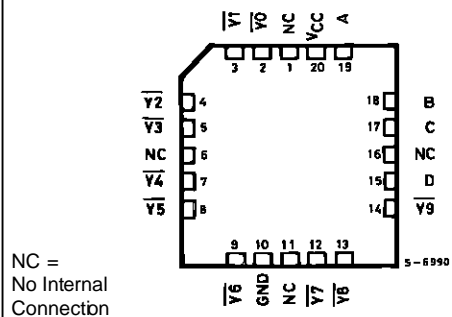 Y1 Y0 NC VCC A
3 2 1 20 19
Y2 4 18 B
Y3 5 17 C
NC 6 16 NC
Y4 7 15 D
Y5 8 14 Y9
9 10 11 12 13
S-6990
Y6 GND NC Y7 Y8
NC =
No Internal
Connection